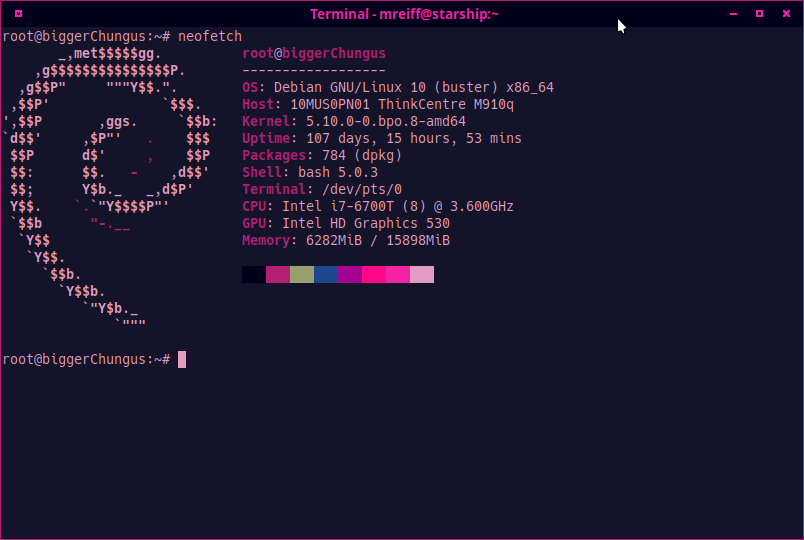 Terminal - mreiff@starship:~
root@biggerChungus:~# neofetch
       _,met$$$$$gg.          root@biggerChungus
    ,g$$$$$$$$$$$$$$$P.       ------------------
  ,g$$P"     """Y$$.".        OS: Debian GNU/Linux 10 (buster) x86_64
 ,$$P'              `$$$.     Host: 10MUS0PN01 ThinkCentre M910q
',$$P       ,ggs.     `$$b:   Kernel: 5.10.0-0.bpo.8-amd64
`d$$'     ,$P"'   .    $$$    Uptime: 107 days, 15 hours, 53 mins
 $$P      d$'     ,    $$P    Packages: 784 (dpkg)
 $$:      $$.   -    ,d$$'    Shell: bash 5.0.3
 $$;      Y$b._   _,d$P'      Terminal: /dev/pts/0
 Y$$.    `.`"Y$$$$P"'         CPU: Intel i7-6700T (8) @ 3.600GHz
 `$$b      "-.__              GPU: Intel HD Graphics 530
  `Y$$                        Memory: 6282MiB / 15898MiB
   `Y$$.
     `$$b.
       `Y$$b.
          `"Y$b._
              `"""
root@biggerChungus:~#